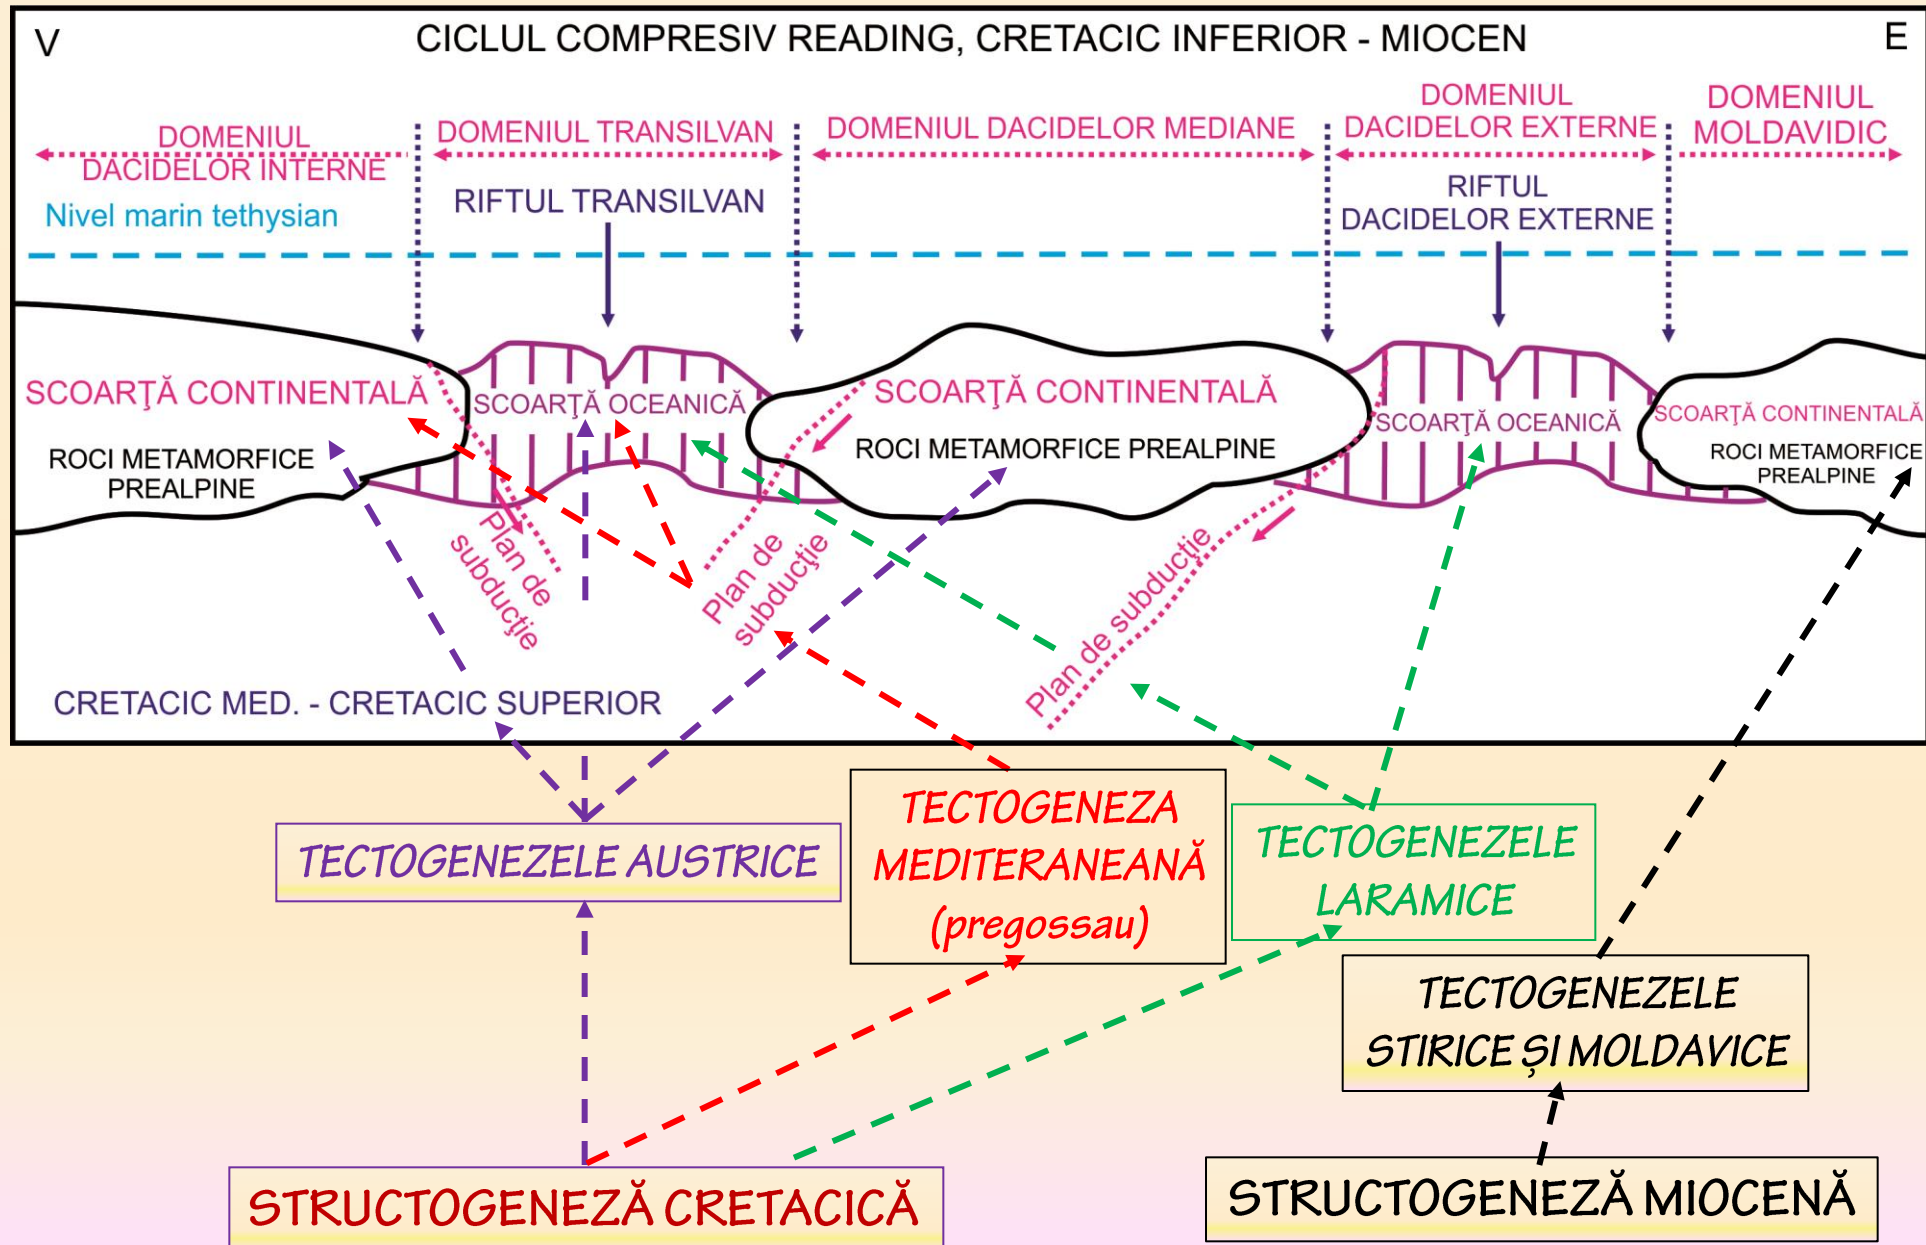 V
CICLUL COMPRESIV READING, CRETACIC INFERIOR - MIOCEN
E
DOMENIUL
DACIDELOR INTERNE
DOMENIUL TRANSILVAN
DOMENIUL DACIDELOR MEDIANE
DOMENIUL
DACIDELOR EXTERNE
DOMENIUL
MOLDAVIDIC
Nivel marin tethysian
RIFTUL TRANSILVAN
RIFTUL
DACIDELOR EXTERNE
SCOARŢĂ CONTINENTALĂ
ROCI METAMORFICE
PREALPINE
SCOARŢĂ OCEANICĂ
SCOARŢĂ CONTINENTALĂ
ROCI METAMORFICE PREALPINE
SCOARŢĂ OCEANICĂ
SCOARŢĂ CONTINENTALĂ
ROCI METAMORFICE
PREALPINE
Plan de
subducţie
Plan de
subducţie
Plan de subducţie
CRETACIC MED. - CRETACIC SUPERIOR
TECTOGENEZELE AUSTRICE
TECTOGENEZA
MEDITERANEANĂ
(pregossau)
TECTOGENEZELE
LARAMICE
TECTOGENEZELE
STIRICE ȘI MOLDAVICE
STRUCTOGENEZĂ CRETACICĂ
STRUCTOGENEZĂ MIOCENĂ